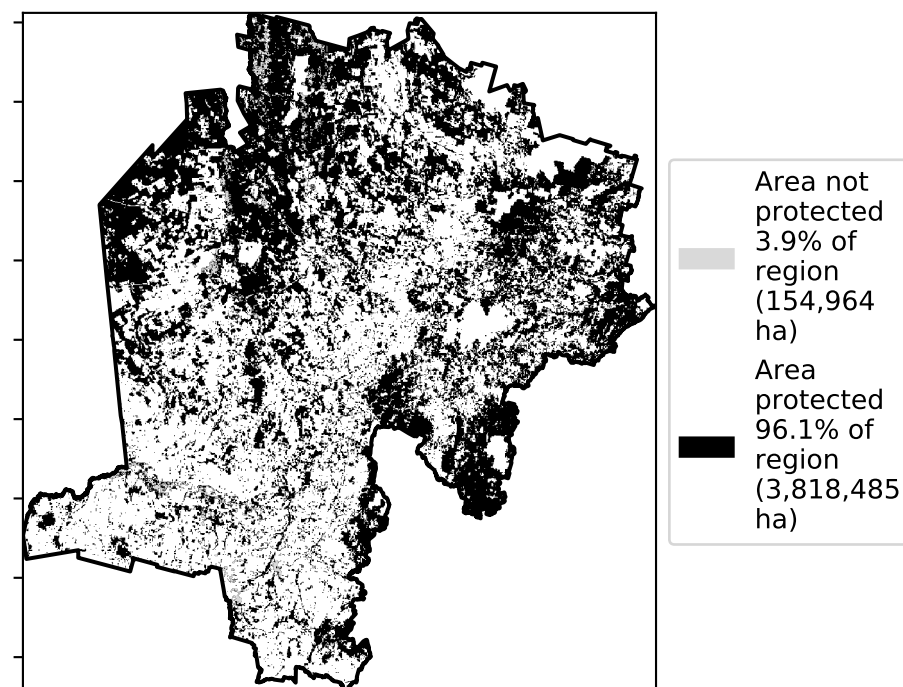 Area not
protected
3.9% of
region
(154,964
ha)
Area
protected
96.1% of
region
(3,818,485
ha)